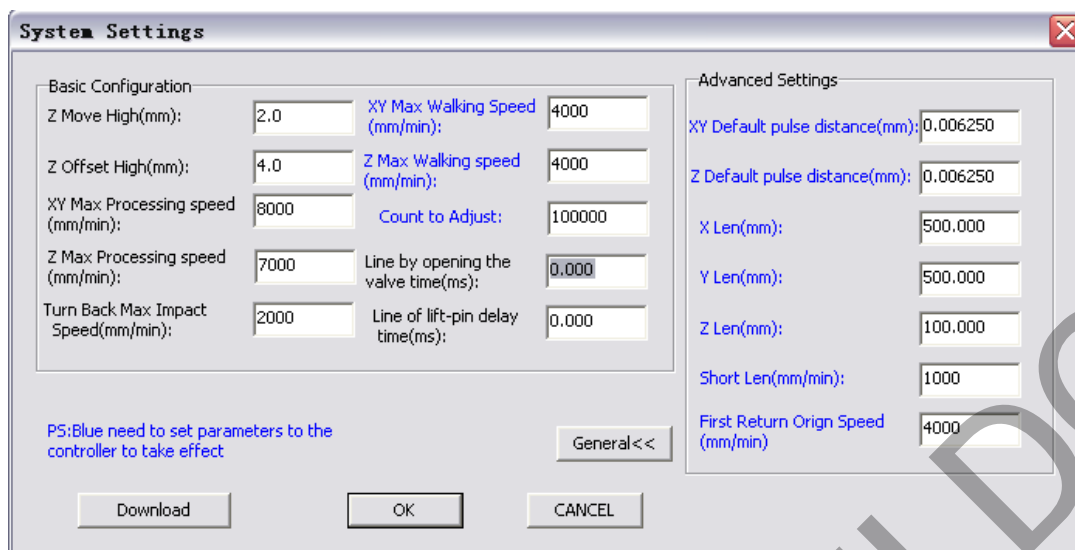 System Settings
Basic Configuration
Z Move High(mm):
2.0
XY Max Walking Speed
(mm/min):
4000
Z Offset High(mm):
4.0
Z Max Walking speed
(mm/min):
4000
XY Max Processing speed
(mm/min):
8000
Count to Adjust:
100000
Z Max Processing speed
(mm/min):
7000
Line by opening the
valve time(ms):
0.000
Turn Back Max Impact
Speed(mm/min):
2000
Line of lift-pin delay
time(ms):
0.000
Advanced Settings
XY Default pulse distance(mm):
0.006250
Z Default pulse distance(mm):
0.006250
X Len(mm):
500.000
Y Len(mm):
500.000
Z Len(mm):
100.000
Short Len(mm/min):
1000
First Return Orign Speed
(mm/min)
4000
PS:Blue need to set parameters to the
controller to take effect
General<<
Download
OK
CANCEL